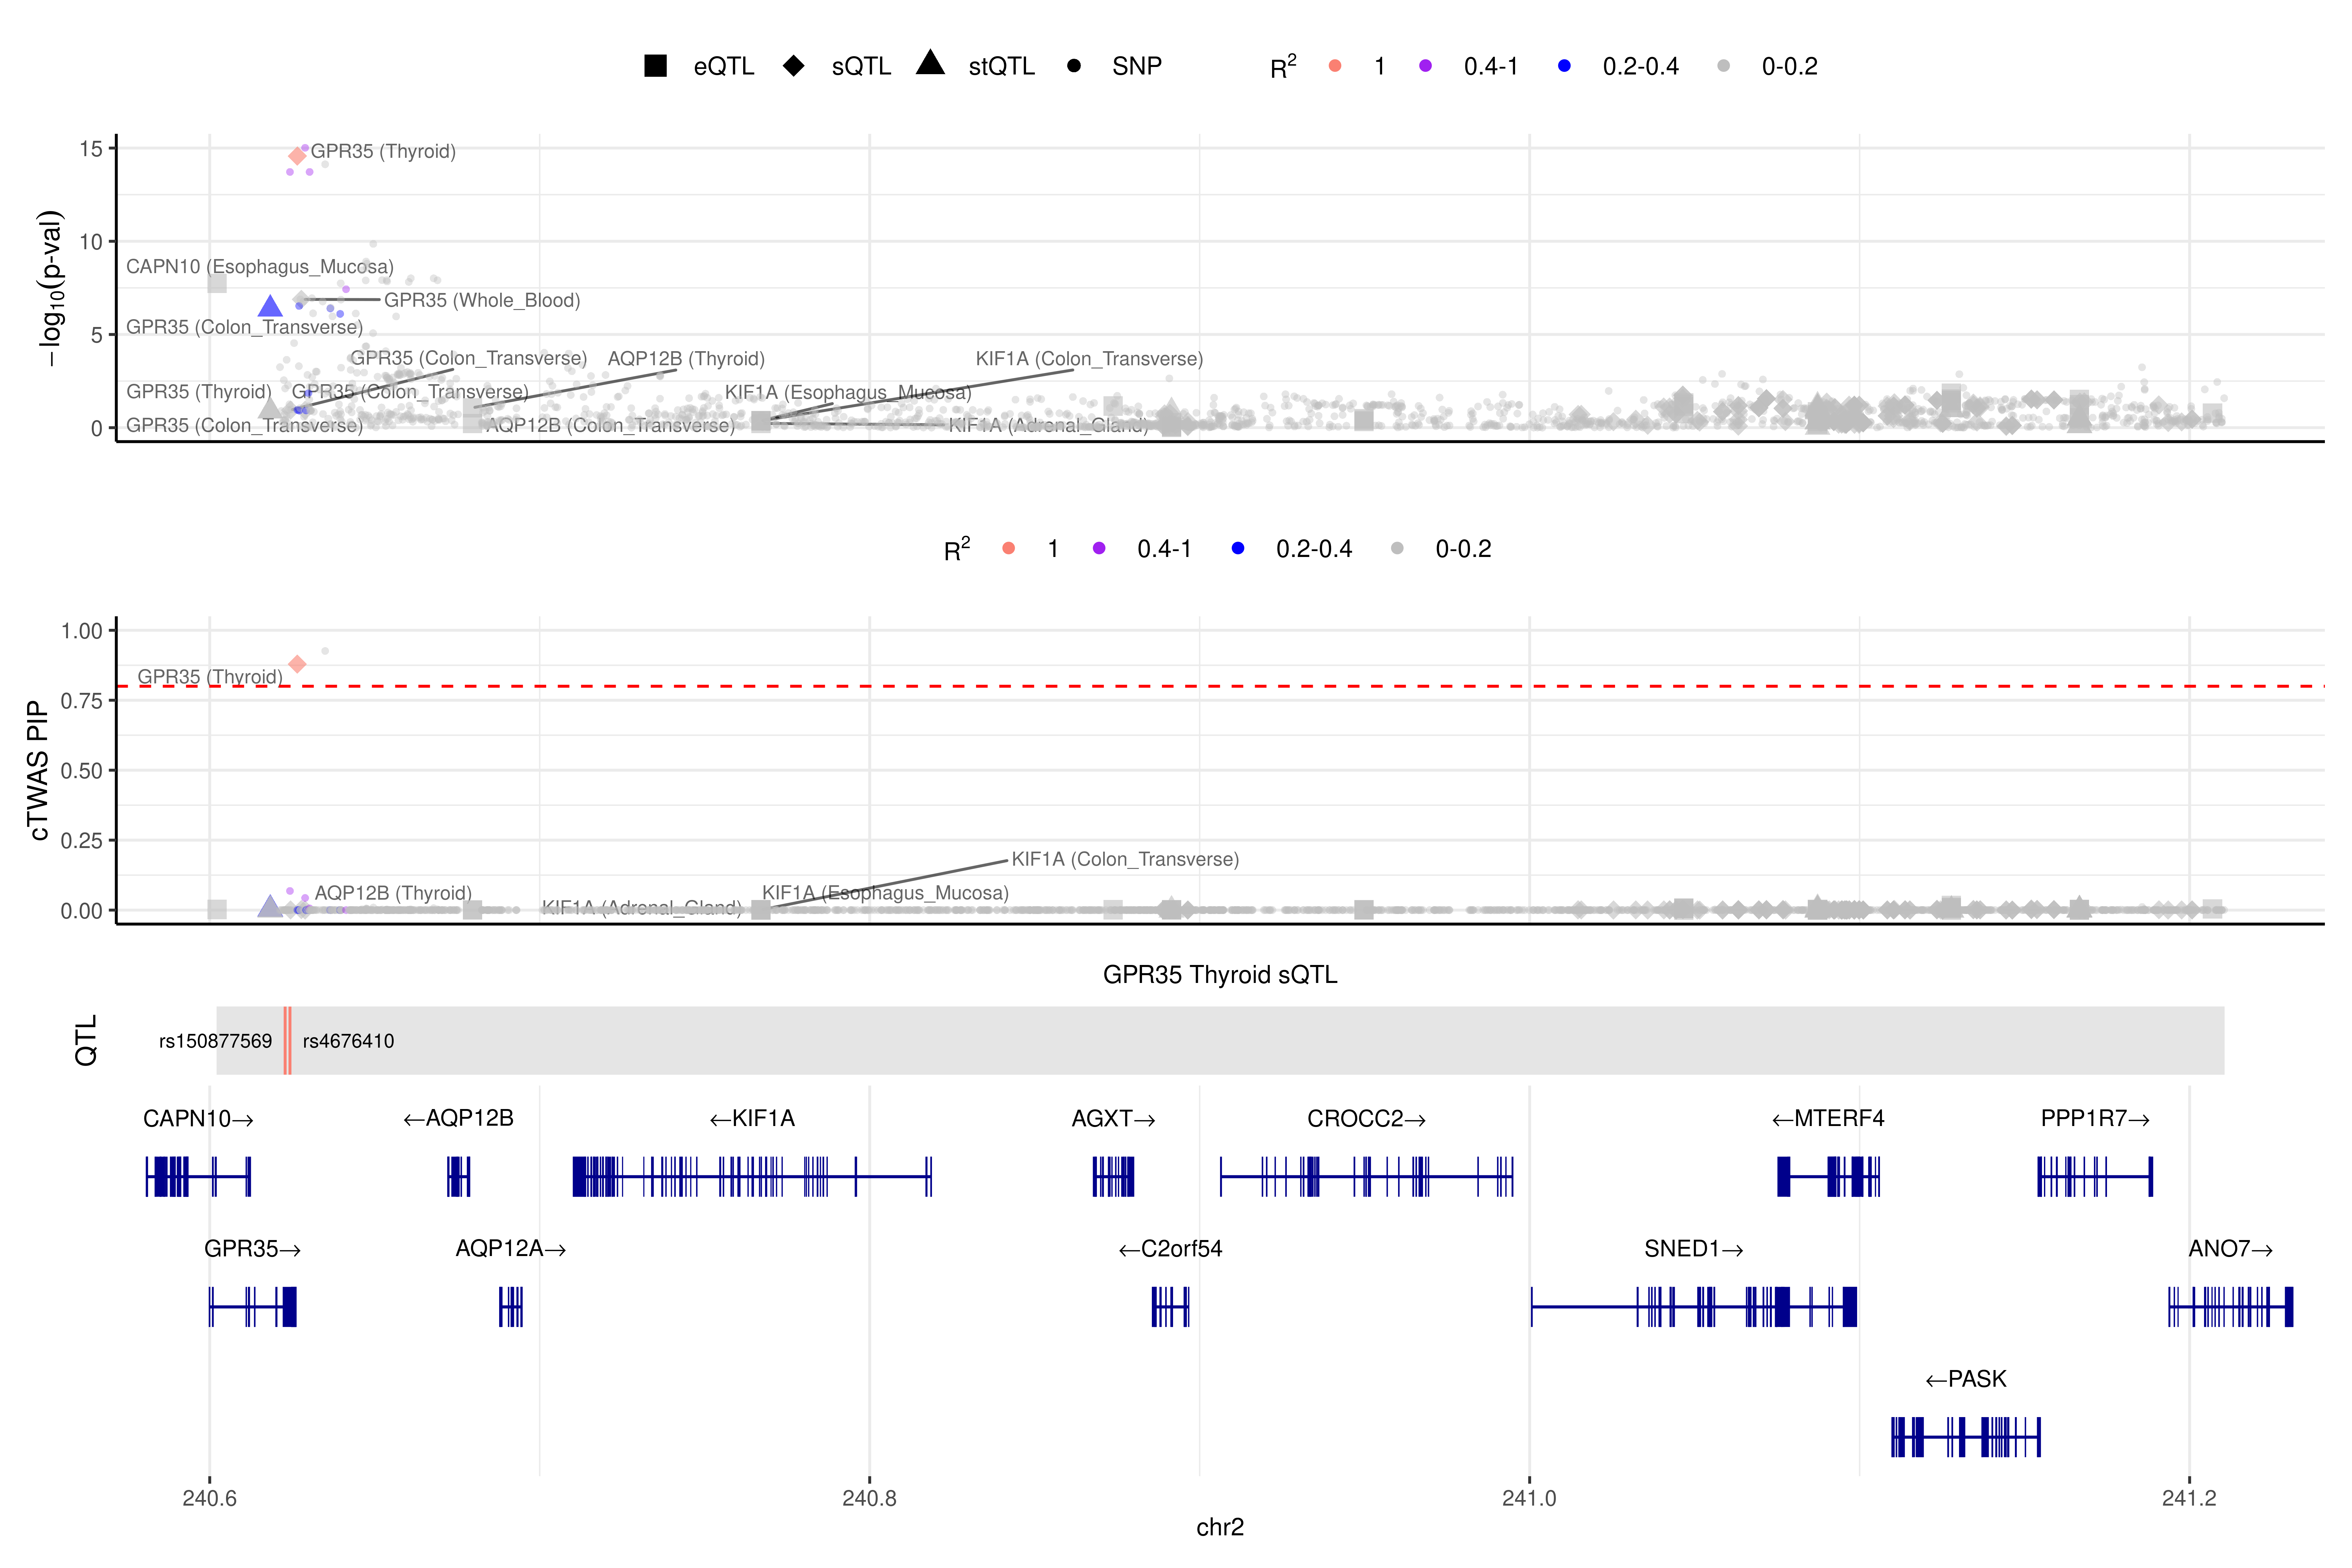 eQTL sQTL stQTL SNP R2 1 0.4-1 0.2-0.4 0-0.2
−log10(p-val)
15
10
5
0
GPR35 (Thyroid)
CAPN10 (Esophagus_Mucosa)
GPR35 (Whole_Blood)
GPR35 (Colon_Transverse)
GPR35 (Colon_Transverse) AQP12B (Thyroid) KIF1A (Colon_Transverse)
GPR35 (Thyroid) GPR35 (Colon_Transverse) KIF1A (Esophagus_Mucosa)
GPR35 (Colon_Transverse) AQP12B (Colon_Transverse) KIF1A (Adrenal_Gland)
R2 1 0.4-1 0.2-0.4 0-0.2
cTWAS PIP
1.00
0.75
0.50
0.25
0.00
GPR35 (Thyroid)
KIF1A (Colon_Transverse)
AQP12B (Thyroid) KIF1A (Esophagus_Mucosa)
KIF1A (Adrenal_Gland)
GPR35 Thyroid sQTL
QTL
rs150877569 rs4676410
CAPN10→ ←AQP12B ←KIF1A AGXT→ CROCC2→ ←MTERF4 PPP1R7→
GPR35→ AQP12A→ ←C2orf54 SNED1→ ANO7→
←PASK
240.6 240.8 241.0 241.2
chr2